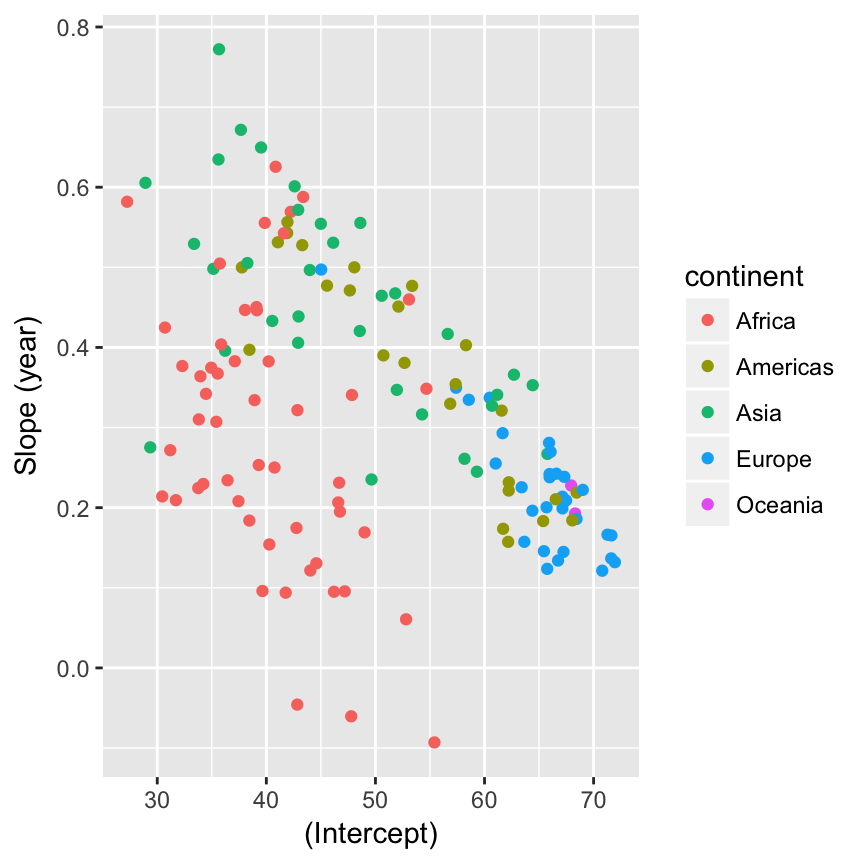 0.8
0.6
0.4
0.2
0.0
Slope (year)
30 40 50 60 70
(Intercept)
continent
Africa
Americas
Asia
Europe
Oceania